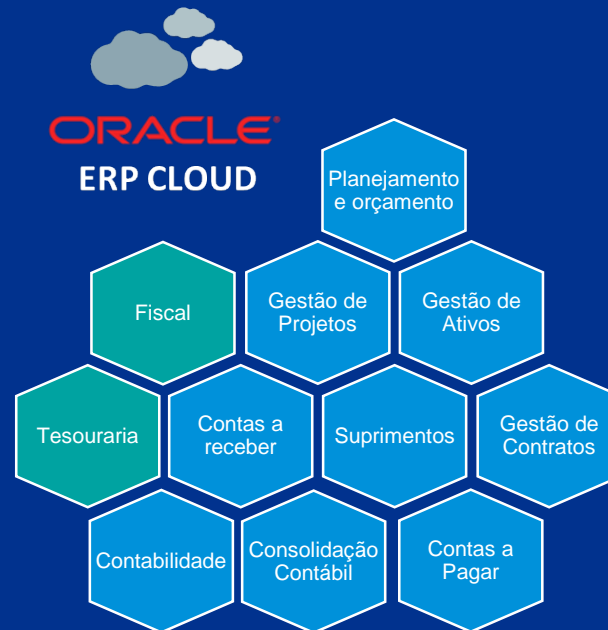 ORACLE®
ERP CLOUD
Planejamento
e orçamento
Fiscal
Gestão de
Projetos
Gestão de
Ativos
Tesouraria
Contas a
receber
Suprimentos
Gestão de
Contratos
Contabilidade
Consolidação
Contábil
Contas a
Pagar